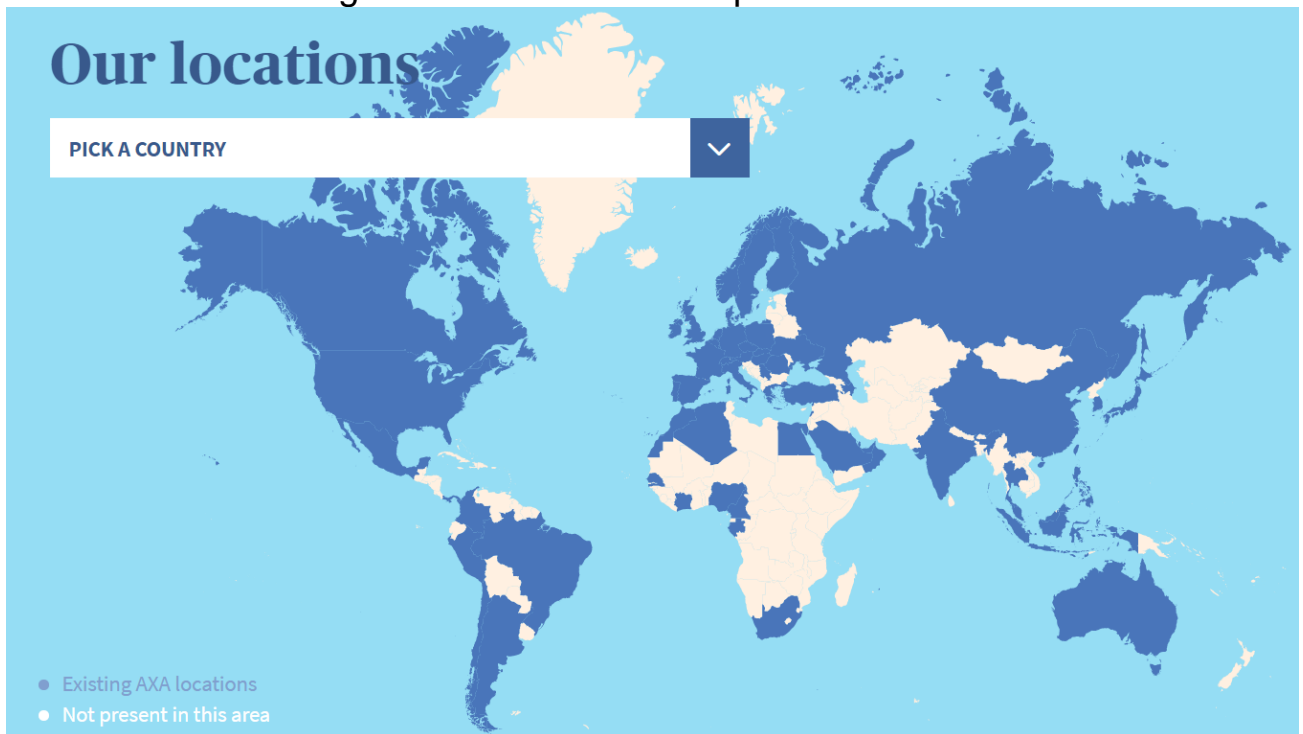 Our locations
PICK A COUNTRY
Existing AXA locations
Not present in this area